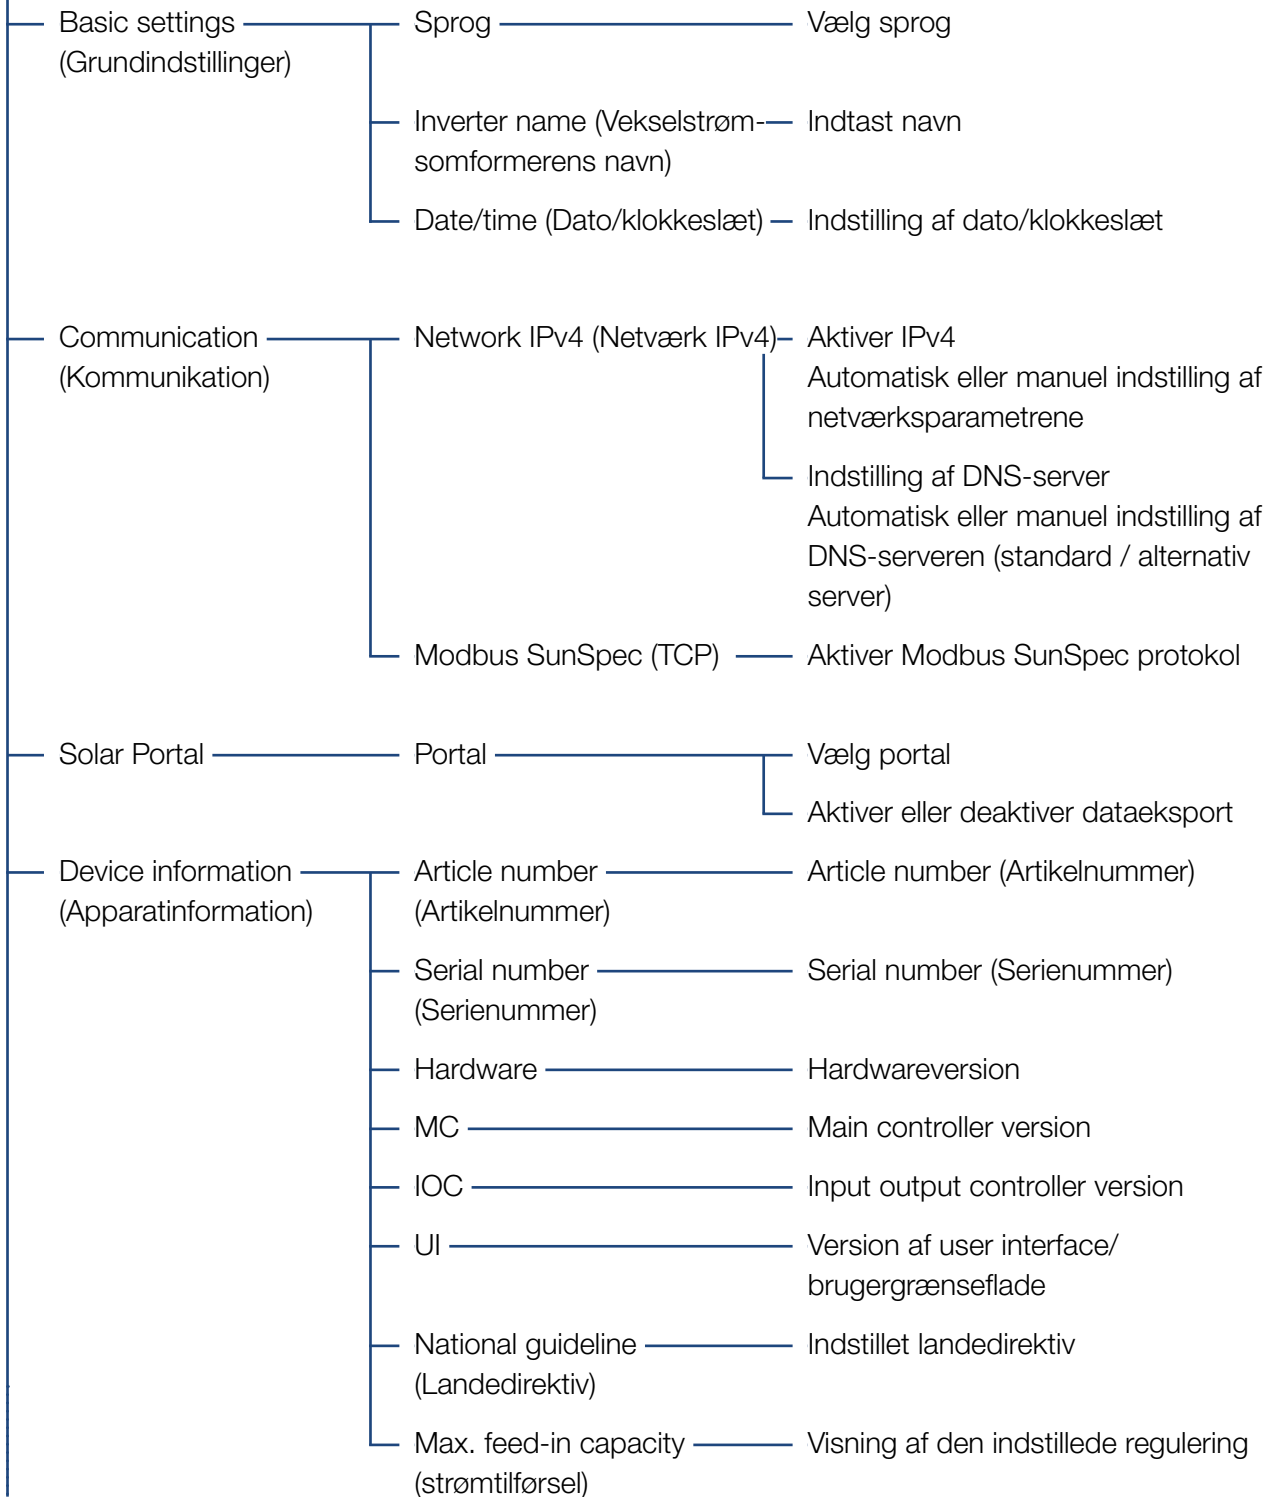 Basic settings
(Grundindstillinger)
Sprog
Vælg sprog
Inverter name (Vekselstrøm-
somformerens navn)
Indtast navn
Date/time (Dato/klokkeslæt)
Indstilling af dato/klokkeslæt
Communication
(Kommunikation)
Network IPv4 (Netværk IPv4)
Aktiver IPv4
Automatisk eller manuel indstilling af
netværksparametrene
Indstilling af DNS-server
Automatisk eller manuel indstilling af
DNS-serveren (standard / alternativ
server)
Modbus SunSpec (TCP)
Aktiver Modbus SunSpec protokol
Solar Portal
Portal
Vælg portal
Aktiver eller deaktiver dataeksport
Device information
(Apparatinformation)
Article number
(Artikelnummer)
Article number (Artikelnummer)
Serial number
(Serienummer)
Serial number (Serienummer)
Hardware
Hardwareversion
MC
Main controller version
IOC
Input output controller version
UI
Version af user interface/
brugergrænseflade
National guideline
(Landedirektiv)
Indstillet landedirektiv
Max. feed-in capacity
(strømtilførsel)
Visning af den indstillede regulering